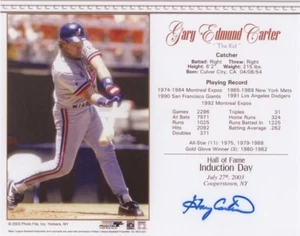 Gary Edmund Carter
"The Kid"
Catcher
Batted: Right Threw: Right
Height: 6'2" Weight: 215 lbs.
Born: Culver City, CA 04/08/54
Playing Record
1974-1984 Montreal Expos 1985-1989 New York Mets
1990 San Francisco Giants 1991 Los Angeles Dodgers
1992 Montreal Expos
Games 2296 Triples 31
At Bats 7971 Home Runs 324
Runs 1025 Runs Batted In 1225
Hits 2092 Batting Average .262
Doubles 371
All-Star (11): 1975, 1979-1988
Gold Glove Winner (3): 1980-1982
Hall of Fame
Induction Day
July 27th, 2003
Cooperstown, NY
Gary Carter